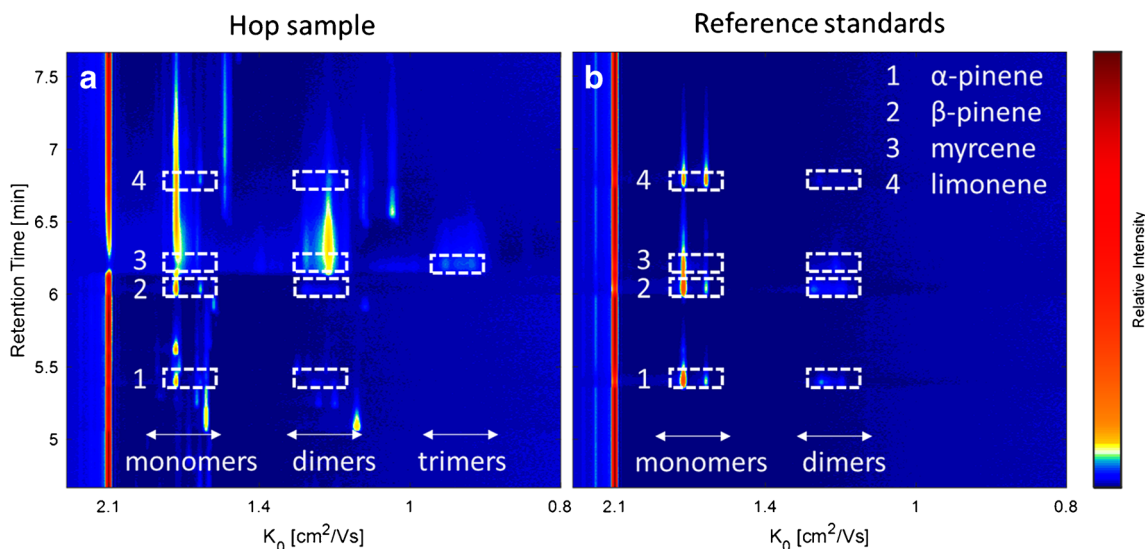 Hop sample
Reference standards
a
b
1 α-pinene
2 β-pinene
3 myrcene
4 limonene
Retention Time [min]
7.5
7
6.5
6
5.5
5
4
3
2
1
4
3
2
1
monomers dimers trimers
monomers dimers
2.1 1.4 1 0.8
2.1 1.4 1 0.8
K₀ [cm²/Vs]
K₀ [cm²/Vs]
Relative Intensity